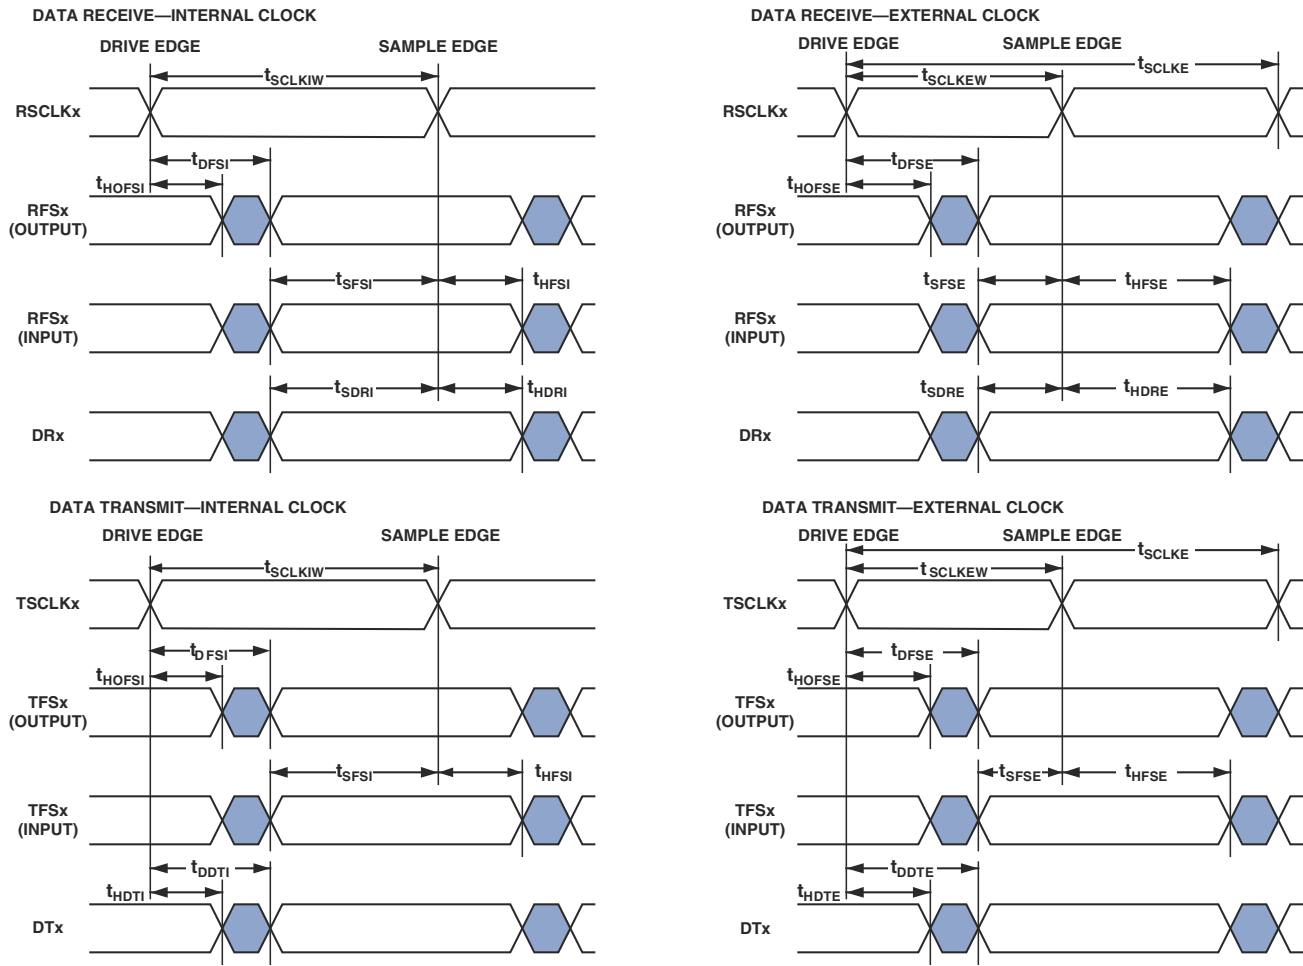 DATA RECEIVE—INTERNAL CLOCK
DRIVE EDGE
SAMPLE EDGE
tSCLKIW
RSCLKx
tDFSI
tHOFSI
RFSx
(OUTPUT)
tSFSI
tHFSI
RFSx
(INPUT)
tSDRI
tHDRI
DRx
DATA RECEIVE—EXTERNAL CLOCK
DRIVE EDGE
SAMPLE EDGE
tSCLKE
tSCLKEW
RSCLKx
tDFSE
tHOFSE
RFSx
(OUTPUT)
tSFSE
tHFSE
RFSx
(INPUT)
tSDRE
tHDRE
DRx
DATA TRANSMIT—INTERNAL CLOCK
DRIVE EDGE
SAMPLE EDGE
tSCLKIW
TSCLKx
tDFSI
tHOFSI
TFSx
(OUTPUT)
tSFSI
tHFSI
TFSx
(INPUT)
tDDTI
tHDTI
DTx
DATA TRANSMIT—EXTERNAL CLOCK
DRIVE EDGE
SAMPLE EDGE
tSCLKE
tSCLKEW
TSCLKx
tDFSE
tHOFSE
TFSx
(OUTPUT)
tSFSE
tHFSE
TFSx
(INPUT)
tDDTE
tHDTE
DTx